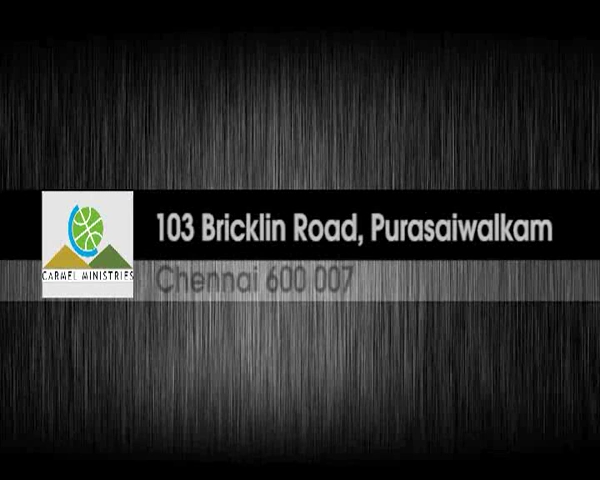 103 Bricklin Road, Purasaiwalkam
CARMEL MINISTRIES
Chennai 600 007